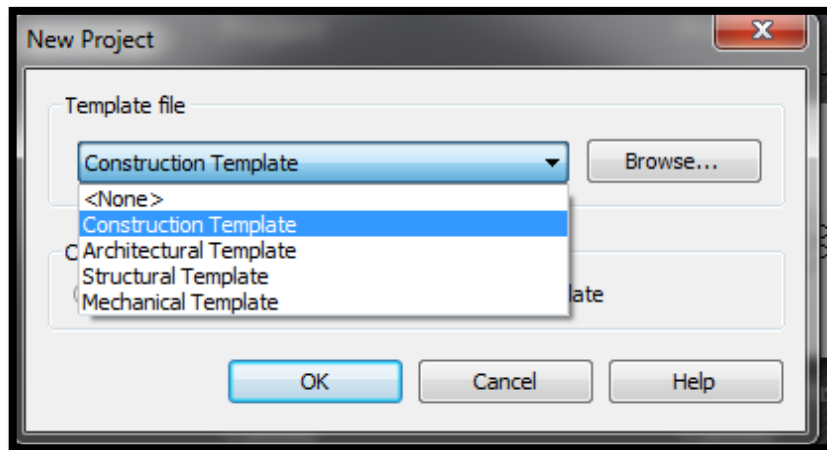 New Project
X
Template file
Construction Template
Browse...
<None>
Construction Template
Architectural Template
Structural Template
Mechanical Template
OK
Cancel
Help